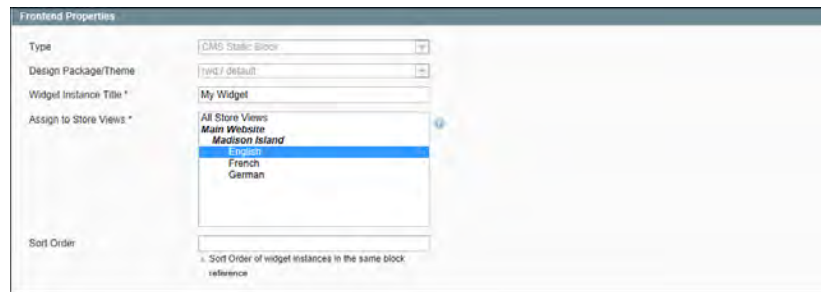 Frontend Properties
Type
CMS Static Block
Design Package/Theme
rwd / default
Widget Instance Title *
My Widget
Assign to Store Views *
All Store Views
Main Website
Madison Island
English
French
German
Sort Order
Sort Order of widget instances in the same block
reference